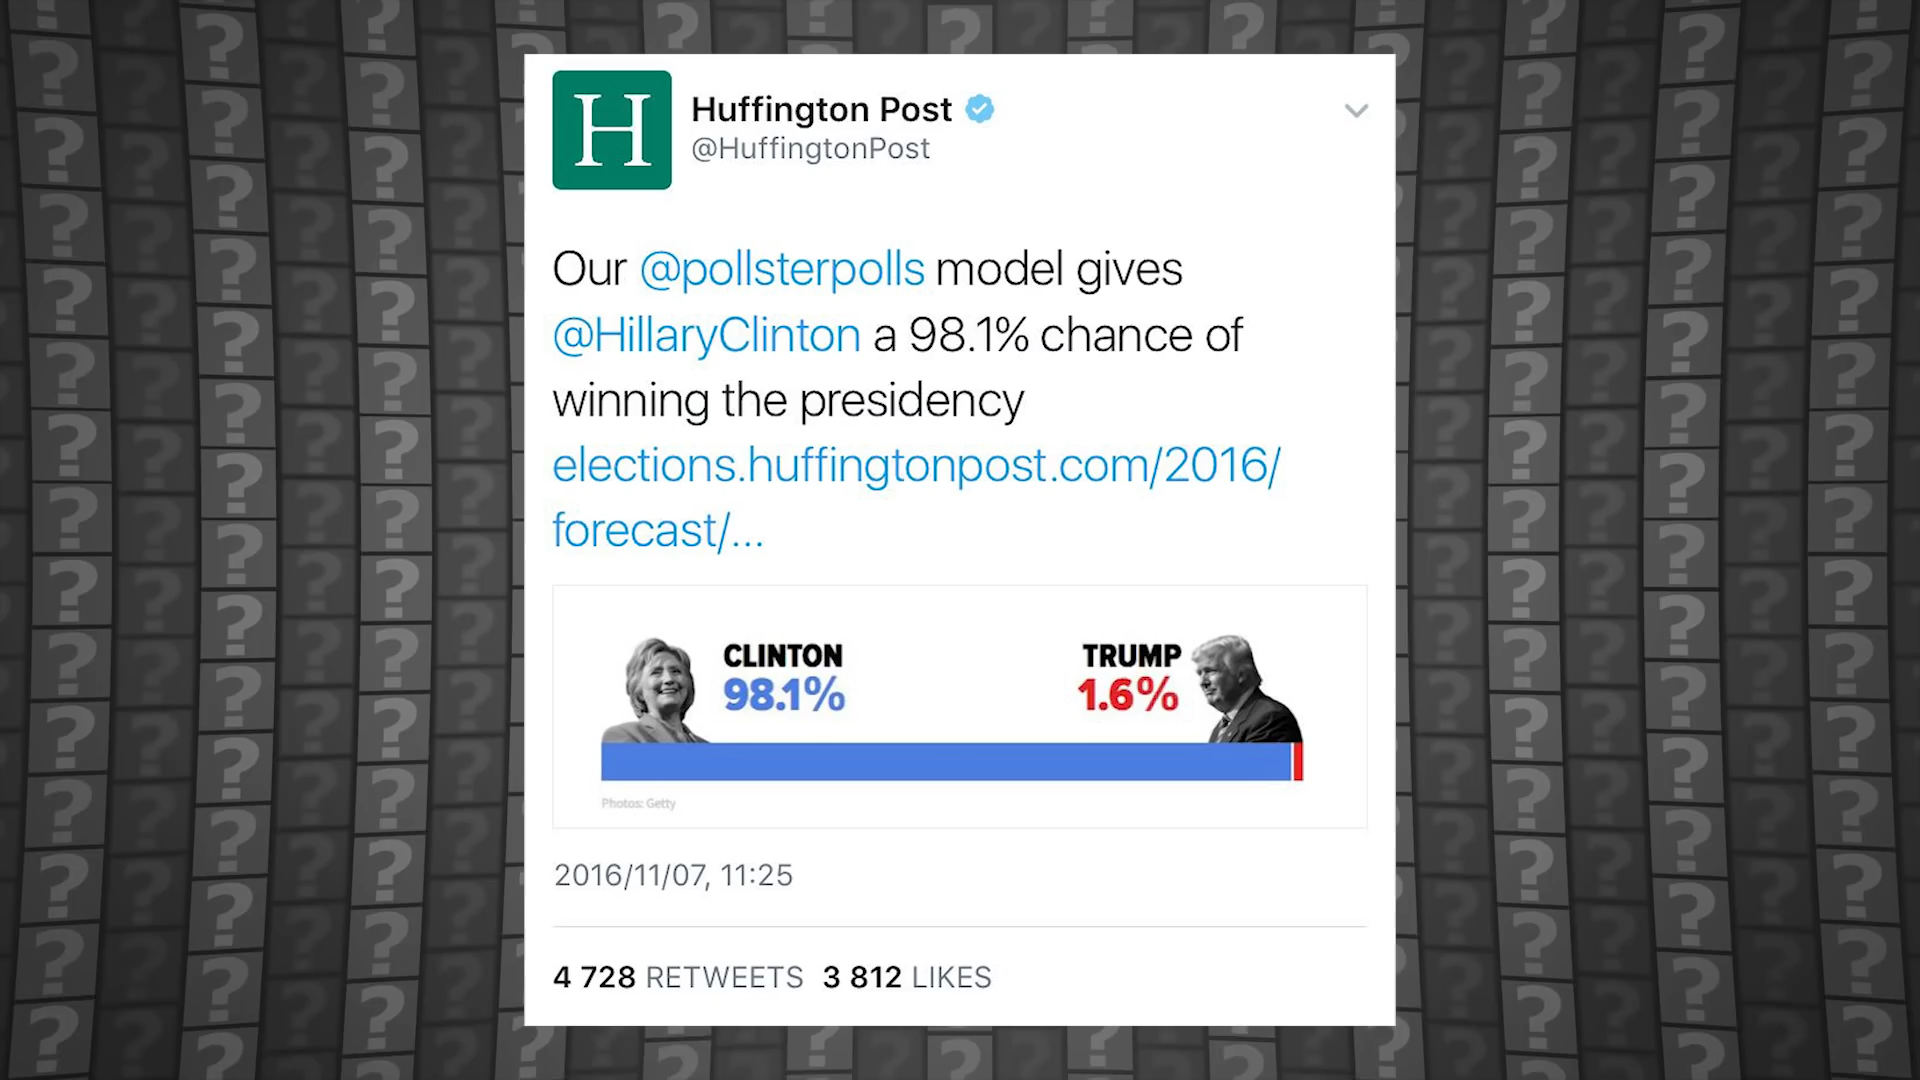 H
Huffington Post
@HuffingtonPost
Our @pollsterpolls model gives
@HillaryClinton a 98.1% chance of
winning the presidency
elections.huffingtonpost.com/2016/
forecast/...
CLINTON
98.1%
TRUMP
1.6%
Photos: Getty
2016/11/07, 11:25
4 728 RETWEETS 3 812 LIKES